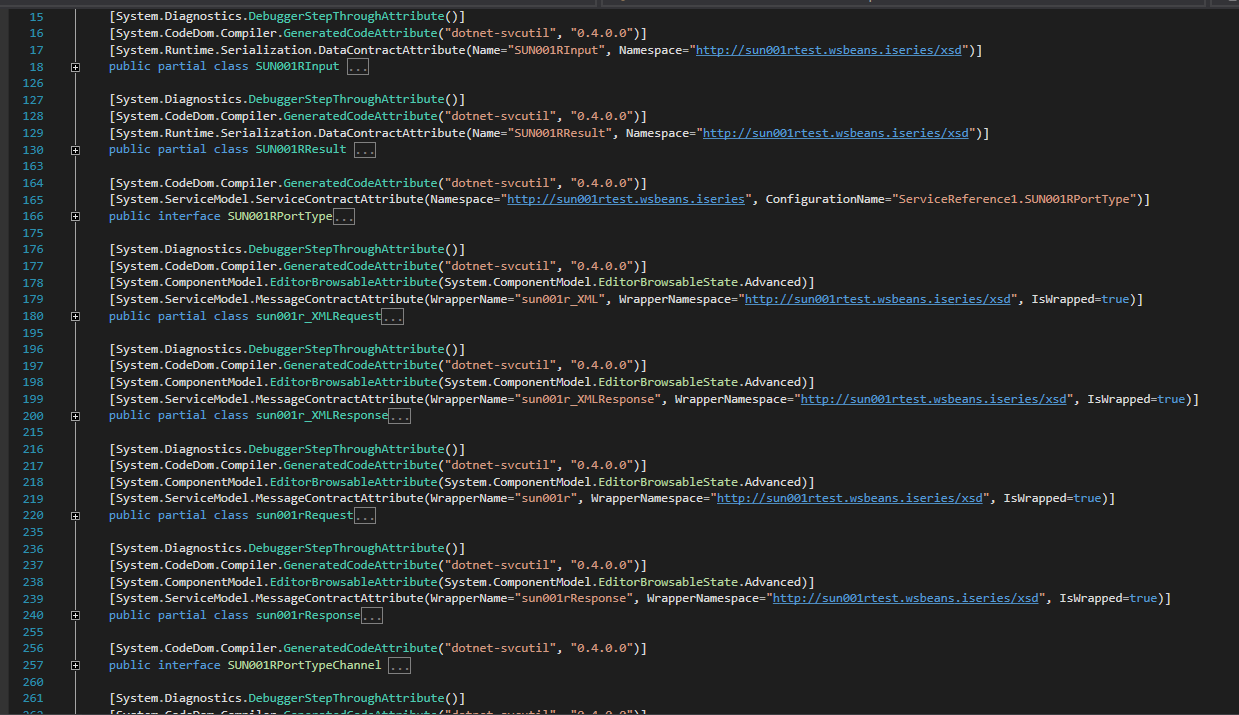 15 [System.Diagnostics.DebuggerStepThroughAttribute()]
16 [System.CodeDom.Compiler.GeneratedCodeAttribute("dotnet-svcutil", "0.4.0.0")]
17 [System.Runtime.Serialization.DataContractAttribute(Name="SUN001RInput", Namespace="http://sun001rtest.wsbeans.iseries/xsd")]
18 public partial class SUN001RInput ...
126
127 [System.Diagnostics.DebuggerStepThroughAttribute()]
128 [System.CodeDom.Compiler.GeneratedCodeAttribute("dotnet-svcutil", "0.4.0.0")]
129 [System.Runtime.Serialization.DataContractAttribute(Name="SUN001RResult", Namespace="http://sun001rtest.wsbeans.iseries/xsd")]
130 public partial class SUN001RResult ...
163
164 [System.CodeDom.Compiler.GeneratedCodeAttribute("dotnet-svcutil", "0.4.0.0")]
165 [System.ServiceModel.ServiceContractAttribute(Namespace="http://sun001rtest.wsbeans.iseries", ConfigurationName="ServiceReference1.SUN001RPortType")]
166 public interface SUN001RPortType...
175
176 [System.Diagnostics.DebuggerStepThroughAttribute()]
177 [System.CodeDom.Compiler.GeneratedCodeAttribute("dotnet-svcutil", "0.4.0.0")]
178 [System.ComponentModel.EditorBrowsableAttribute(System.ComponentModel.EditorBrowsableState.Advanced)]
179 [System.ServiceModel.MessageContractAttribute(WrapperName="sun001r_XML", WrapperNamespace="http://sun001rtest.wsbeans.iseries/xsd", IsWrapped=true)]
180 public partial class sun001r_XMLRequest...
195
196 [System.Diagnostics.DebuggerStepThroughAttribute()]
197 [System.CodeDom.Compiler.GeneratedCodeAttribute("dotnet-svcutil", "0.4.0.0")]
198 [System.ComponentModel.EditorBrowsableAttribute(System.ComponentModel.EditorBrowsableState.Advanced)]
199 [System.ServiceModel.MessageContractAttribute(WrapperName="sun001r_XMLResponse", WrapperNamespace="http://sun001rtest.wsbeans.iseries/xsd", IsWrapped=true)]
200 public partial class sun001r_XMLResponse...
215
216 [System.Diagnostics.DebuggerStepThroughAttribute()]
217 [System.CodeDom.Compiler.GeneratedCodeAttribute("dotnet-svcutil", "0.4.0.0")]
218 [System.ComponentModel.EditorBrowsableAttribute(System.ComponentModel.EditorBrowsableState.Advanced)]
219 [System.ServiceModel.MessageContractAttribute(WrapperName="sun001r", WrapperNamespace="http://sun001rtest.wsbeans.iseries/xsd", IsWrapped=true)]
220 public partial class sun001rRequest...
235
236 [System.Diagnostics.DebuggerStepThroughAttribute()]
237 [System.CodeDom.Compiler.GeneratedCodeAttribute("dotnet-svcutil", "0.4.0.0")]
238 [System.ComponentModel.EditorBrowsableAttribute(System.ComponentModel.EditorBrowsableState.Advanced)]
239 [System.ServiceModel.MessageContractAttribute(WrapperName="sun001rResponse", WrapperNamespace="http://sun001rtest.wsbeans.iseries/xsd", IsWrapped=true)]
240 public partial class sun001rResponse...
255
256 [System.CodeDom.Compiler.GeneratedCodeAttribute("dotnet-svcutil", "0.4.0.0")]
257 public interface SUN001RPortTypeChannel ...
260
261 [System.Diagnostics.DebuggerStepThroughAttribute()]
262 [System.CodeDom.Compiler.GeneratedCodeAttribute("dotnet-svcutil", "0.4.0.0")]